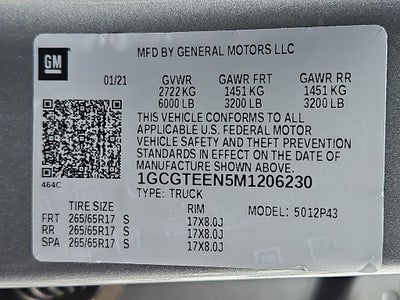 GM
MFD BY GENERAL MOTORS LLC
01/21 GVWR GAWR FRT GAWR RR
2722 KG 1451 KG 1451 KG
6000 LB 3200 LB 3200 LB
THIS VEHICLE CONFORMS TO ALL
APPLICABLE U.S. FEDERAL MOTOR
VEHICLE SAFETY AND THEFT PREVENTION
STANDARDS IN EFFECT ON THE DATE OF
MANUFACTURE SHOWN ABOVE.
464C
1GCGTEEN5M1206230
TYPE: TRUCK
TIRE SIZE RIM MODEL: 5012P43
FRT 265/65R17 S 17X8.0J
RR 265/65R17 S 17X8.0J
SPA 265/65R17 S 17X8.0J